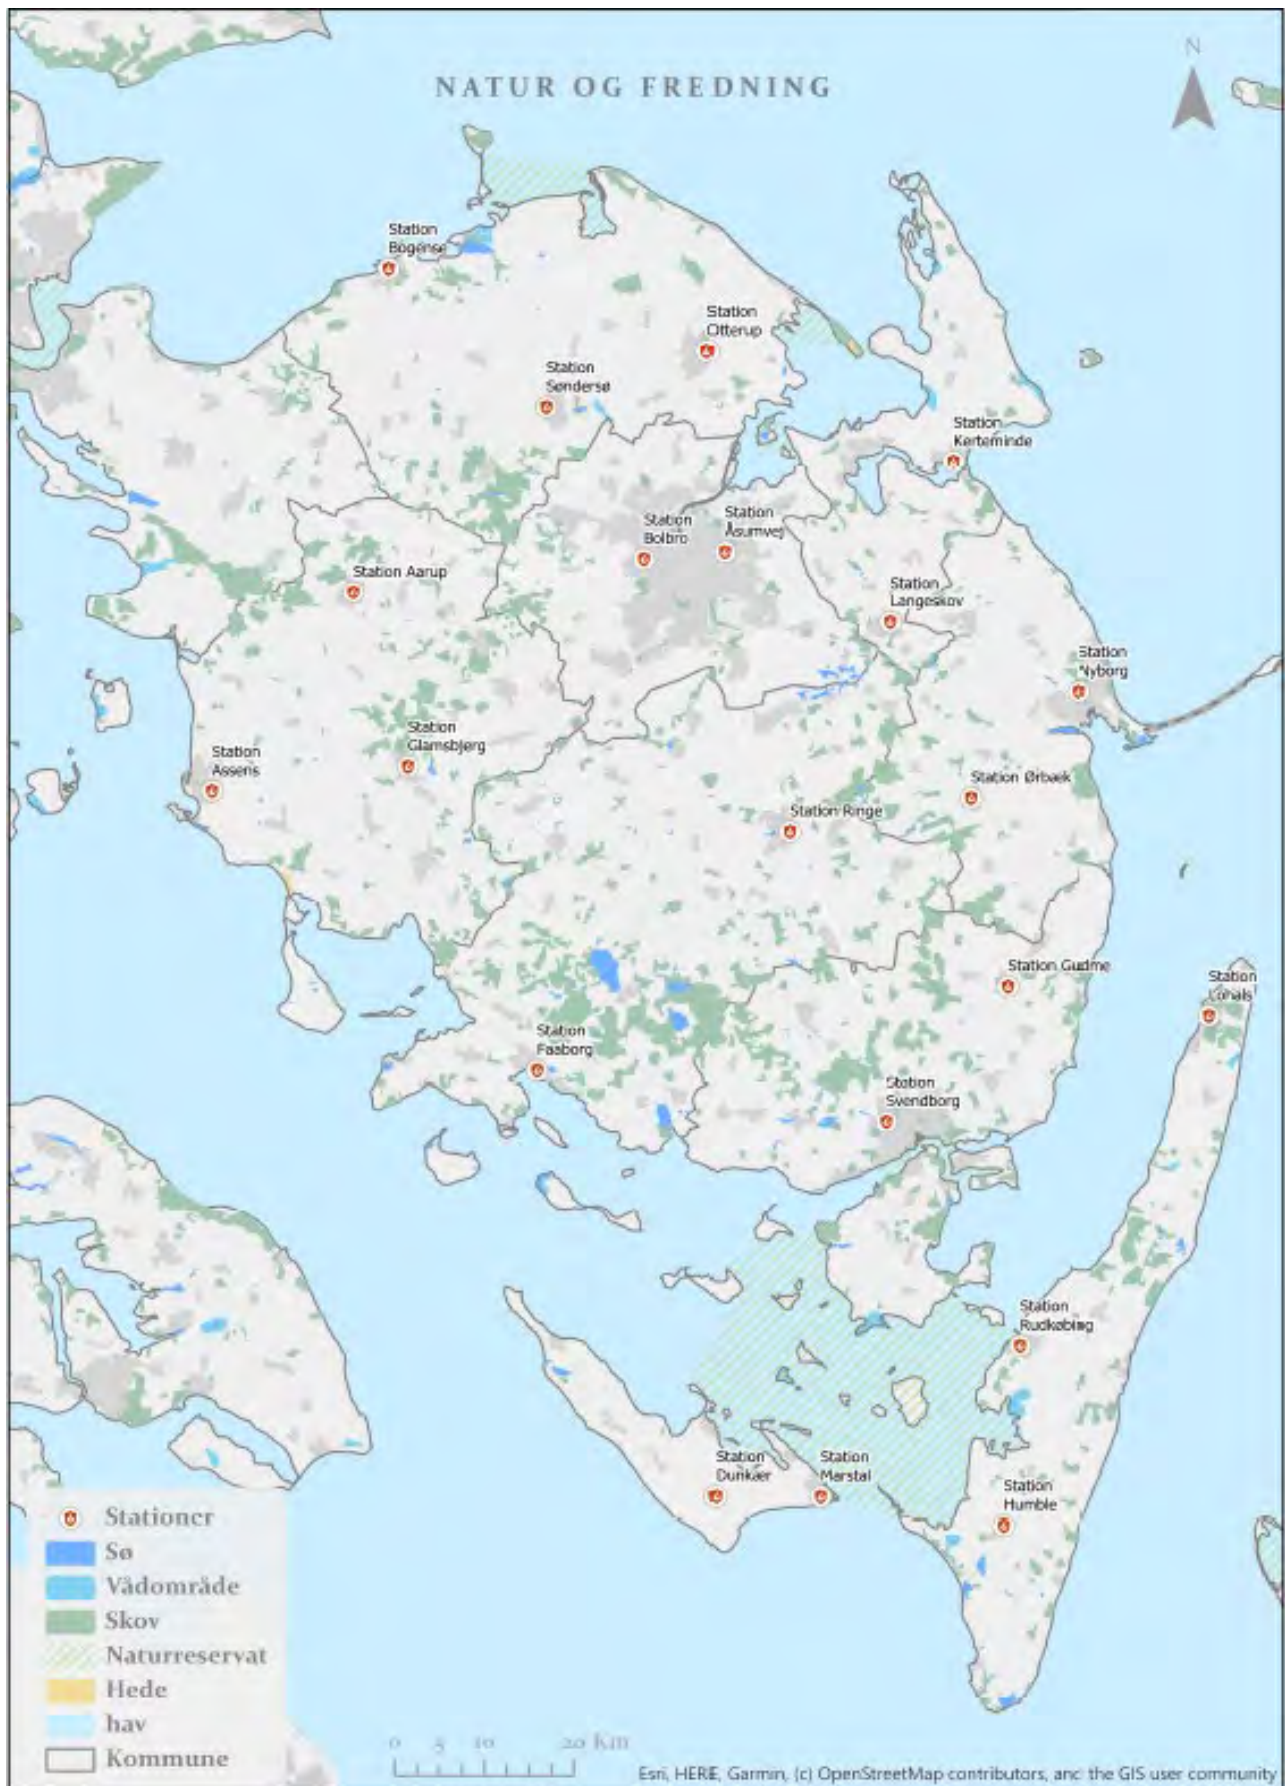 NATUR OG FREDNING
N
Station
Bogense
Station
Otterup
Station
Søndersø
Station
Kerteminde
Station
Bolbro
Station
Åsumvej
Station Aarup
Station
Langeskov
Station
Nyborg
Station
Glamsbjerg
Station
Assens
Station Ørbæk
Station Ringe
Station Gudme
Station
Lohals
Station
Faaborg
Station
Svendborg
Station
Rudkøbing
Station
Dunkær
Station
Marstal
Station
Humble
Stationer
Sø
Vådområde
Skov
Naturreservat
Hede
hav
Kommune
0 5 10 20 Km
Esri, HERE, Garmin, (c) OpenStreetMap contributors, and the GIS user community